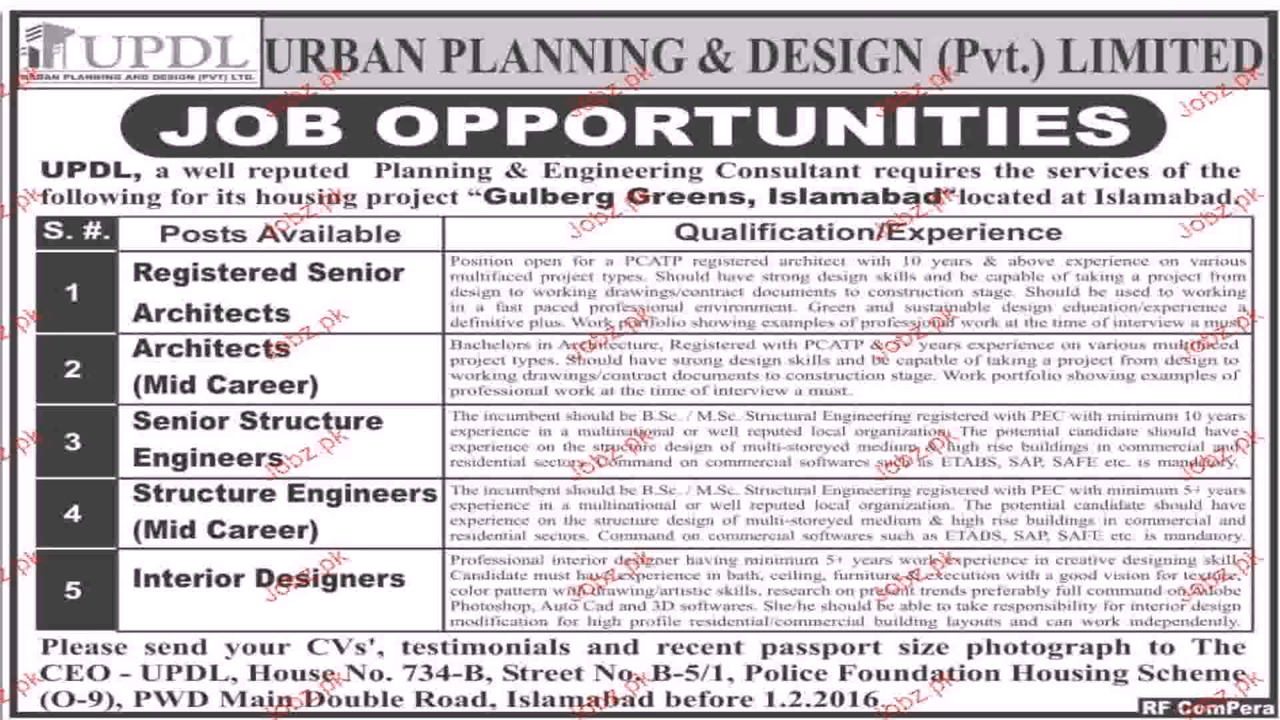 UPDL
URBAN PLANNING AND DESIGN (PVT) LTD.
URBAN PLANNING & DESIGN (Pvt.) LIMITED
JOB OPPORTUNITIES
UPDL, a well reputed Planning & Engineering Consultant requires the services of the
following for its housing project “Gulberg Greens, Islamabad“located at Islamabad.
S. #.
Posts Available
Qualification/Experience
1
Registered Senior
Architects
Position open for a PCATP registered architect with 10 years & above experience on various
multifaced project types. Should have strong design skills and be capable of taking a project from
design to working drawings/contract documents to construction stage. Should be used to working
in a fast paced professional environment. Green and sustainable design education/experience a
definitive plus. Work portfolio showing examples of professional work at the time of interview a must.
2
Architects
(Mid Career)
Bachelors in Architecture, Registered with PCATP & years experience on various multifaced
project types. Should have strong design skills and be capable of taking a project from design to
working drawings/contract documents to construction stage. Work portfolio showing examples of
professional work at the time of interview a must.
3
Senior Structure
Engineers
The incumbent should be B.Sc. / M.Sc. Structural Engineering registered with PEC with minimum 10 years
experience in a multinational or well reputed local organization. The potential candidate should have
experience on the structure design of multi-storeyed medium & high rise buildings in commercial and
residential sectors. Command on commercial softwares such as ETABS, SAP, SAFE etc. is mandatory.
4
Structure Engineers
(Mid Career)
The incumbent should be B.Sc. / M.Sc. Structural Engineering registered with PEC with minimum 5+ years
experience in a multinational or well reputed local organization. The potential candidate should have
experience on the structure design of multi-storeyed medium & high rise buildings in commercial and
residential sectors. Command on commercial softwares such as ETABS, SAP, SAFE etc. is mandatory.
5
Interior Designers
Professional interior designer having minimum 5+ years work experience in creative designing skill.
Candidate must have experience in bath, ceiling, furniture & execution with a good vision for texture,
color pattern with drawing/artistic skills, research on present trends preferably full command on Adobe
Photoshop, Auto Cad and 3D softwares. She/he should be able to take responsibility for interior design
modification for high profile residential/commercial building layouts and can work independently.
Please send your CVs', testimonials and recent passport size photograph to The
CEO - UPDL, House No. 734-B, Street No. B-5/1, Police Foundation Housing Scheme
(O-9), PWD Main Double Road, Islamabad before 1.2.2016.
RF ComPera
Jobz.pk